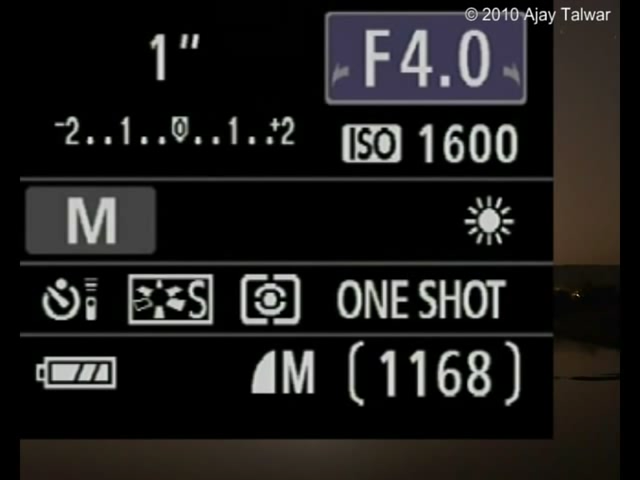 © 2010 Ajay Talwar
1" F4.0
-2..1..0..1..+2
ISO 1600
M
S ONE SHOT
M (1168)